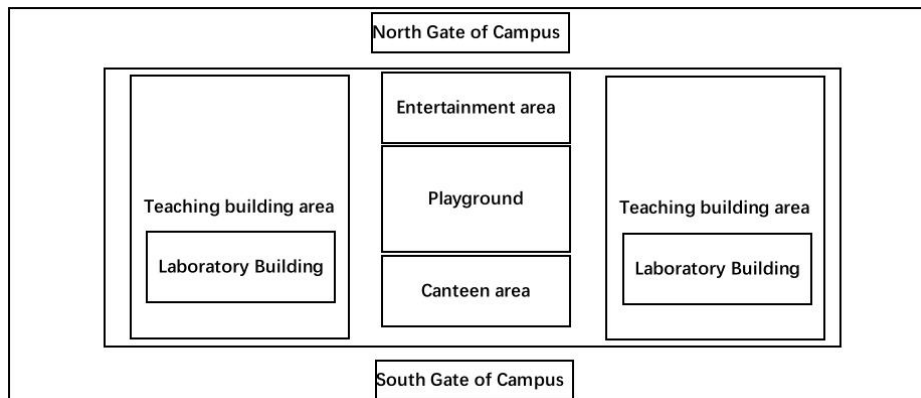 North Gate of Campus
Entertainment area
Playground
Teaching building area
Teaching building area
Laboratory Building
Laboratory Building
Canteen area
South Gate of Campus